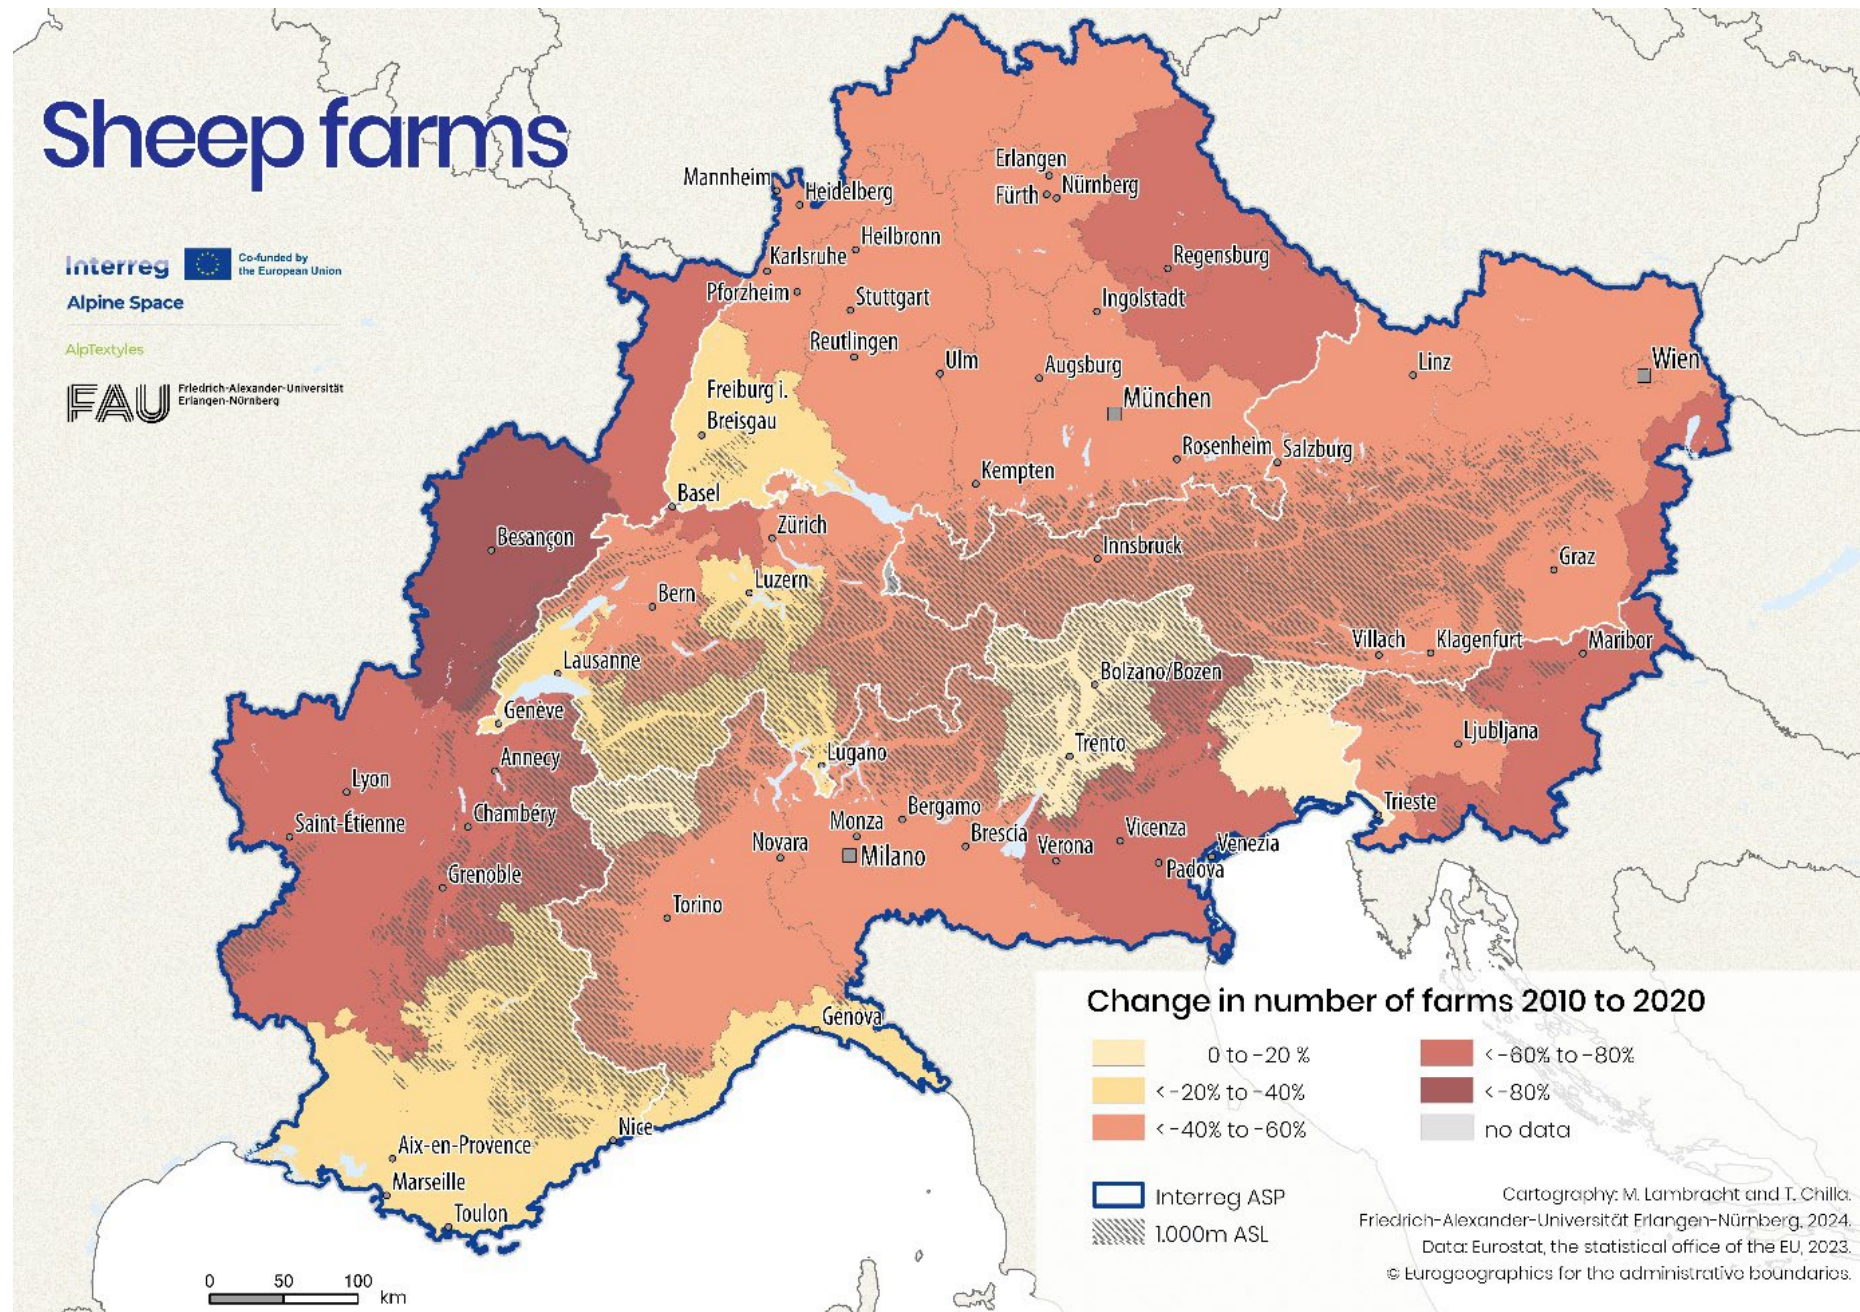 Sheep farms
Interreg
Co-funded by
the European Union
Alpine Space
AlpTextyles
FAU
Friedrich-Alexander-Universität
Erlangen-Nürnberg
Mannheim
Heidelberg
Erlangen
Fürth
Nürnberg
Heilbronn
Karlsruhe
Regensburg
Pforzheim
Stuttgart
Ingolstadt
Reutlingen
Ulm
Augsburg
Linz
Wien
Freiburg i.
Breisgau
München
Rosenheim
Salzburg
Kempten
Basel
Zürich
Besançon
Innsbruck
Graz
Luzern
Bern
Villach
Klagenfurt
Maribor
Lausanne
Bolzano/Bozen
Genève
Ljubljana
Trento
Lugano
Annecy
Lyon
Trieste
Bergamo
Chambéry
Saint-Étienne
Monza
Brescia
Vicenza
Novara
Milano
Verona
Venezia
Padova
Grenoble
Torino
Genova
Nice
Aix-en-Provence
Marseille
Toulon
Change in number of farms 2010 to 2020
0 to -20 %
<-20% to -40%
<-40% to -60%
<-60% to -80%
<-80%
no data
Interreg ASP
1.000m ASL
Cartography: M. Lambracht and T. Chilla.
Friedrich-Alexander-Universität Erlangen-Nürnberg, 2024.
Data: Eurostat, the statistical office of the EU, 2023.
© Eurogeographics for the administrative boundaries.
0 50 100
km